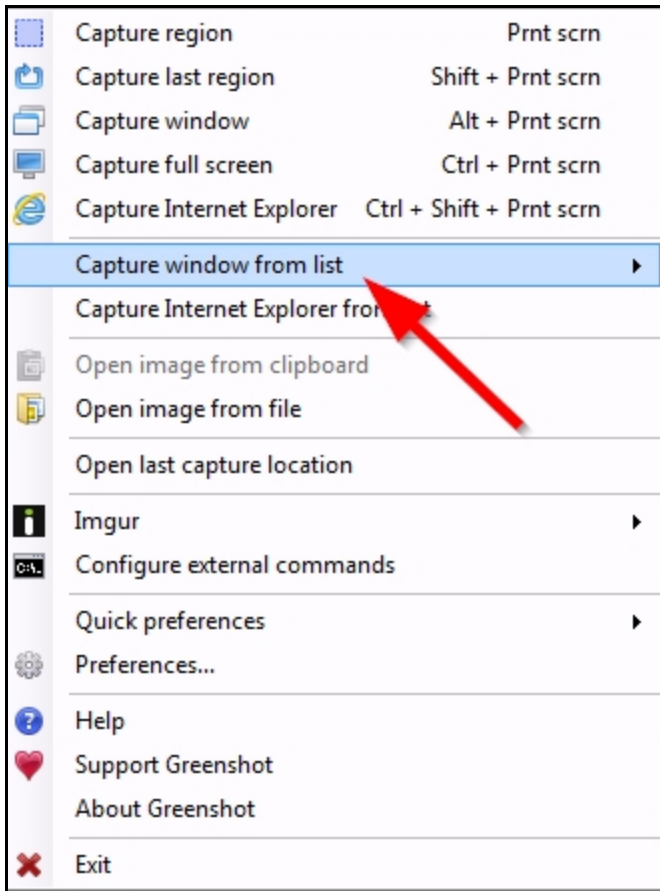 Capture region Prnt scrn
Capture last region Shift + Prnt scrn
Capture window Alt + Prnt scrn
Capture full screen Ctrl + Prnt scrn
Capture Internet Explorer Ctrl + Shift + Prnt scrn
Capture window from list
Capture Internet Explorer from
Open image from clipboard
Open image from file
Open last capture location
Imgur
C:\.
Configure external commands
Quick preferences
Preferences...
Help
Support Greenshot
About Greenshot
Exit